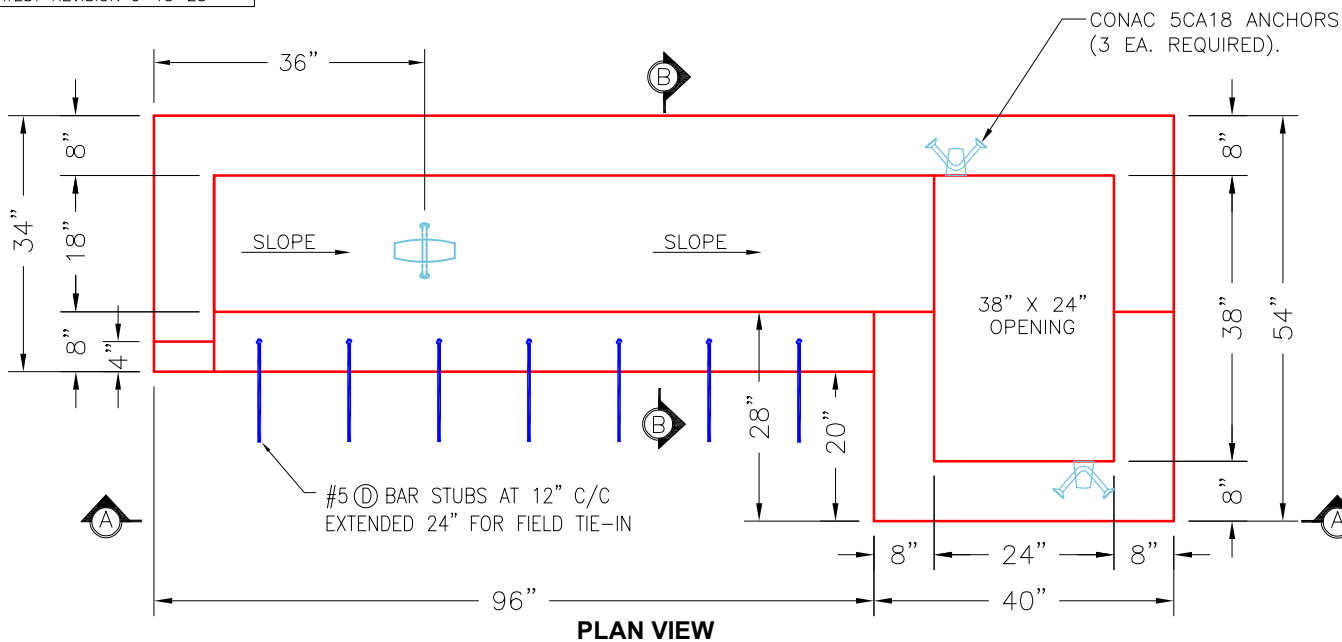 CONAC 5CA18 ANCHORS
(3 EA. REQUIRED).
36"
B
8"
8"
34"
18"
SLOPE
SLOPE
38" X 24"
OPENING
38"
54"
8"
4"
28"
20"
B
8"
#5 D BAR STUBS AT 12" C/C
EXTENDED 24" FOR FIELD TIE-IN
A
A
8"
24"
8"
96"
40"
PLAN VIEW